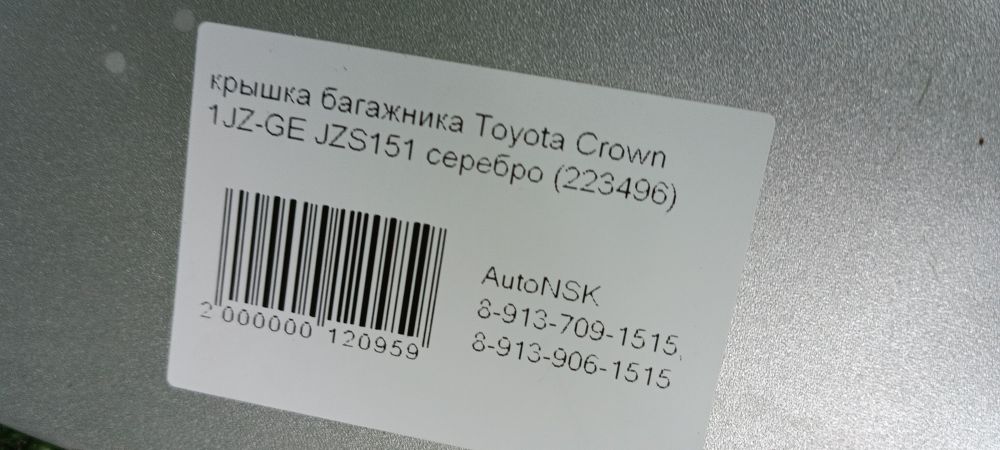 крышка багажника Toyota Crown
1JZ-GE JZS151 серебро (223496)
AutoNSK
8-913-709-1515,
8-913-906-1515
2 000000 120959